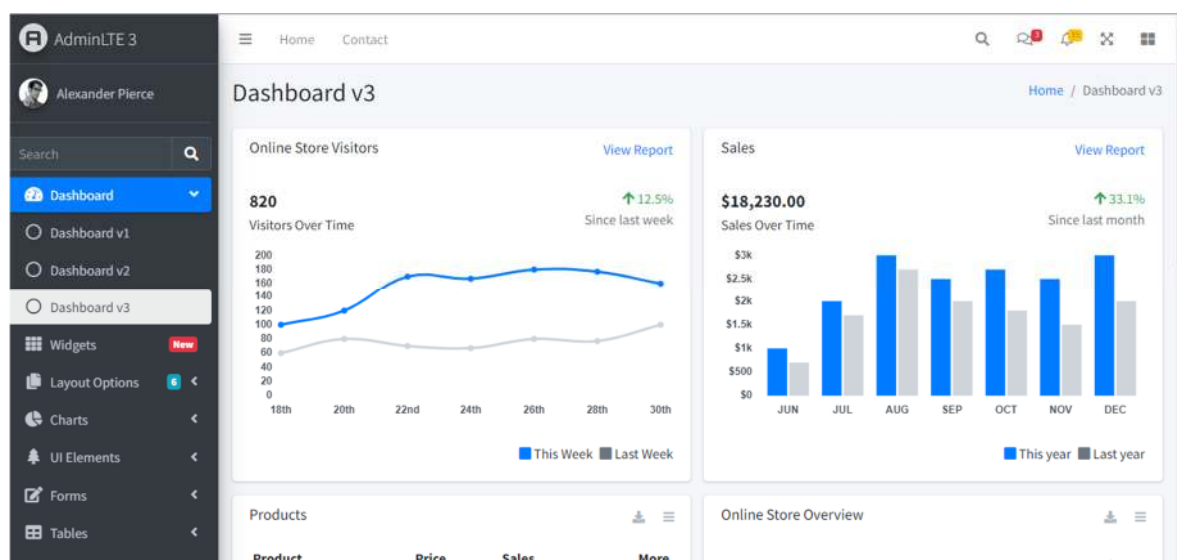 AdminLTE 3
Home Contact
Alexander Pierce
Dashboard v3
Home / Dashboard v3
Search
Dashboard
Dashboard v1
Dashboard v2
Dashboard v3
Widgets New
Layout Options 6
Charts
UI Elements
Forms
Tables
Online Store Visitors View Report
820 12.5%
Visitors Over Time Since last week
200
180
160
140
120
100
80
60
40
20
0
18th 20th 22nd 24th 26th 28th 30th
This Week Last Week
Sales View Report
$18,230.00 33.1%
Sales Over Time Since last month
$3k
$2.5k
$2k
$1.5k
$1k
$500
$0
JUN JUL AUG SEP OCT NOV DEC
This year Last year
Products
Product Price Sales More
Online Store Overview